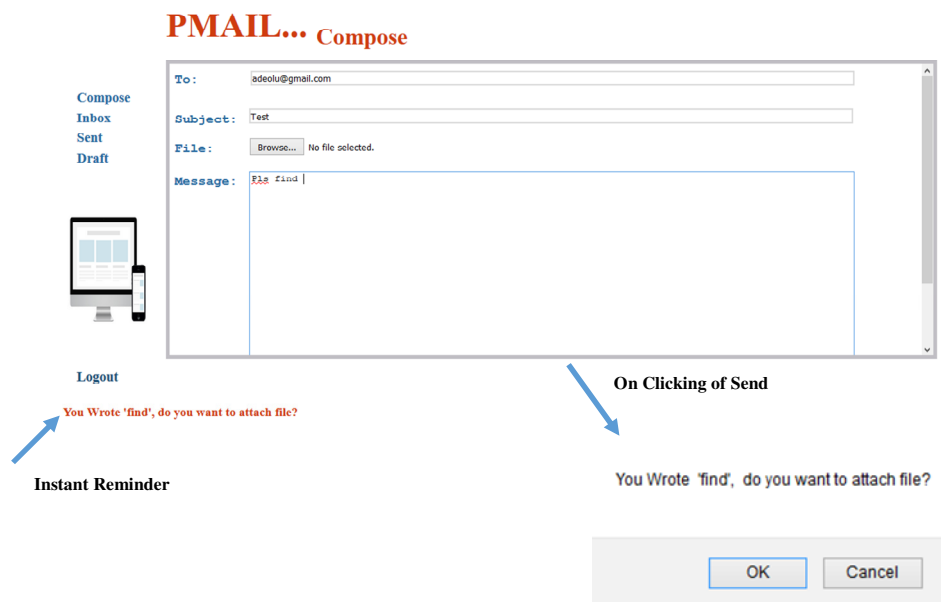 PMAIL... Compose
To: adeolu@gmail.com
Compose
Inbox
Subject: Test
Sent
File: Browse... No file selected.
Draft
Message: Pls find
Logout
On Clicking of Send
You Wrote 'find', do you want to attach file?
Instant Reminder
You Wrote 'find', do you want to attach file?
OK Cancel